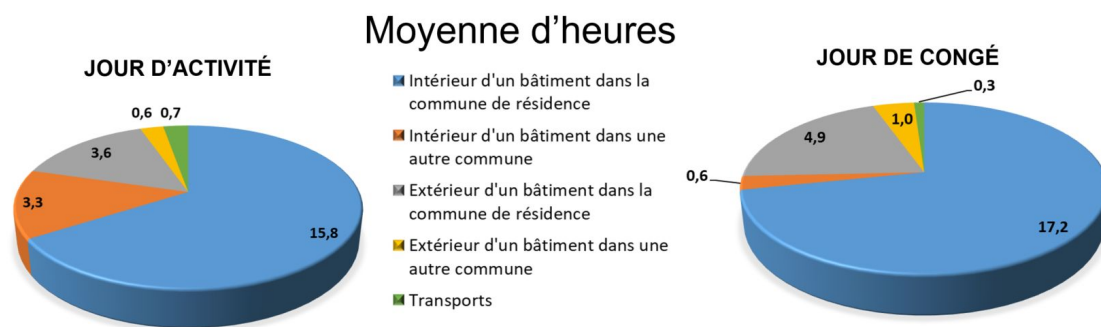 Moyenne d’heures
JOUR D’ACTIVITÉ
0,6
0,7
3,6
3,3
15,8
Intérieur d'un bâtiment dans la
commune de résidence
Intérieur d'un bâtiment dans une
autre commune
Extérieur d'un bâtiment dans la
commune de résidence
Extérieur d'un bâtiment dans une
autre commune
Transports
JOUR DE CONGÉ
0,3
1,0
4,9
0,6
17,2